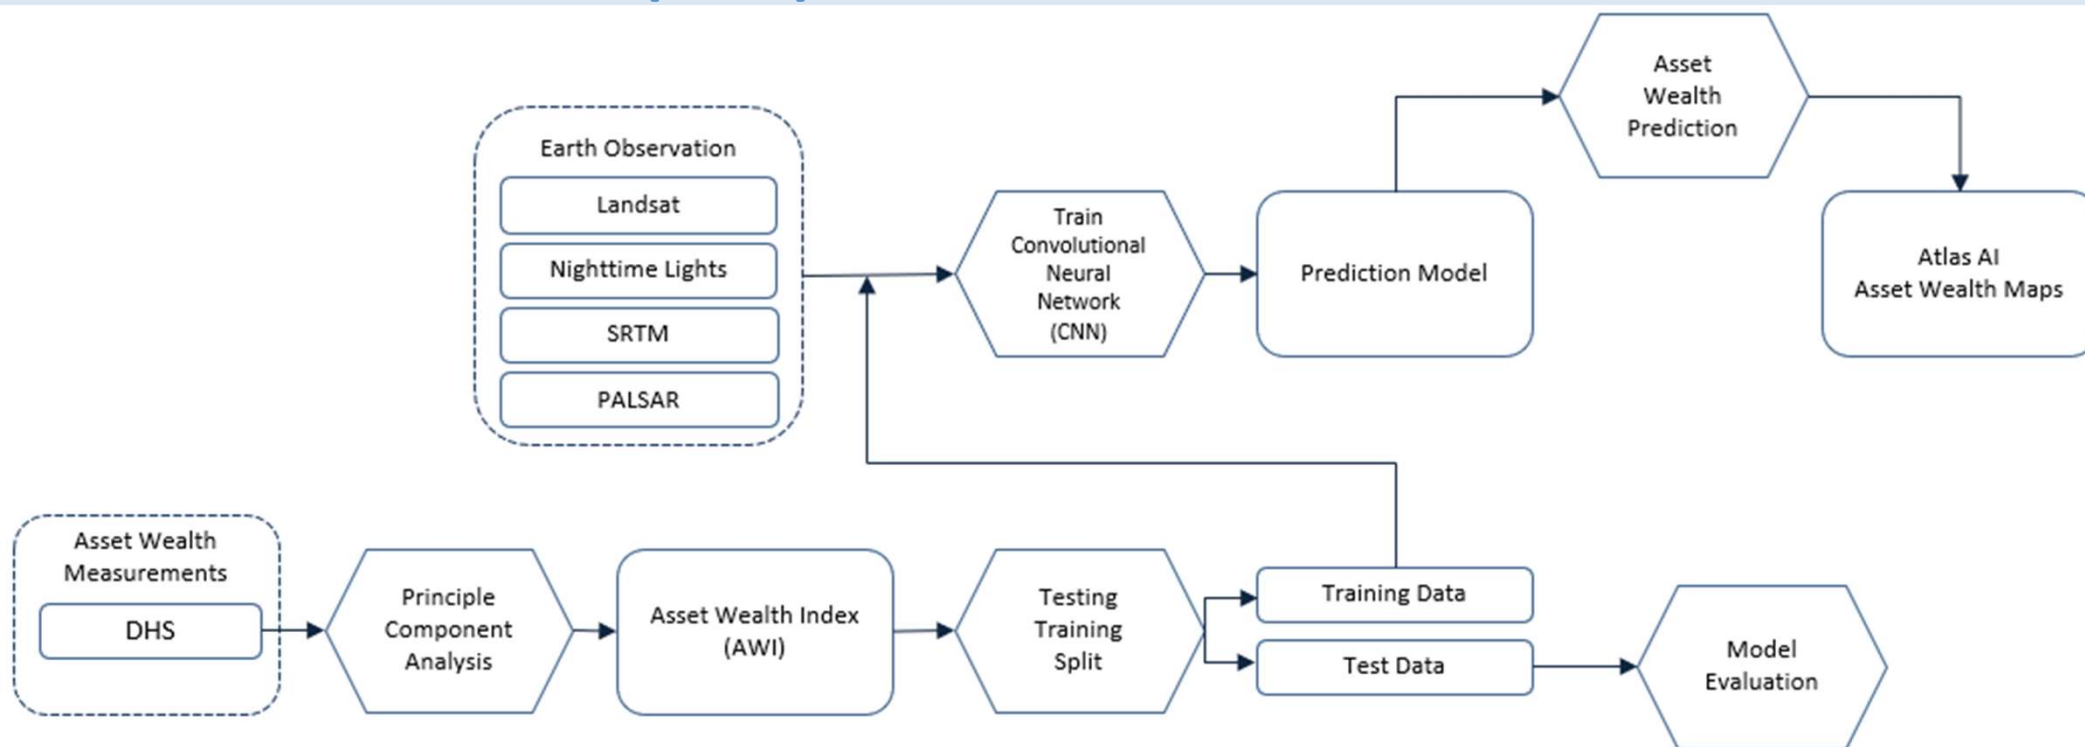 Earth Observation
Landsat
Nighttime Lights
SRTM
PALSAR
Train
Convolutional
Neural
Network
(CNN)
Prediction Model
Asset
Wealth
Prediction
Atlas AI
Asset Wealth Maps
Asset Wealth
Measurements
DHS
Principle
Component
Analysis
Asset Wealth Index
(AWI)
Testing
Training
Split
Training Data
Test Data
Model
Evaluation